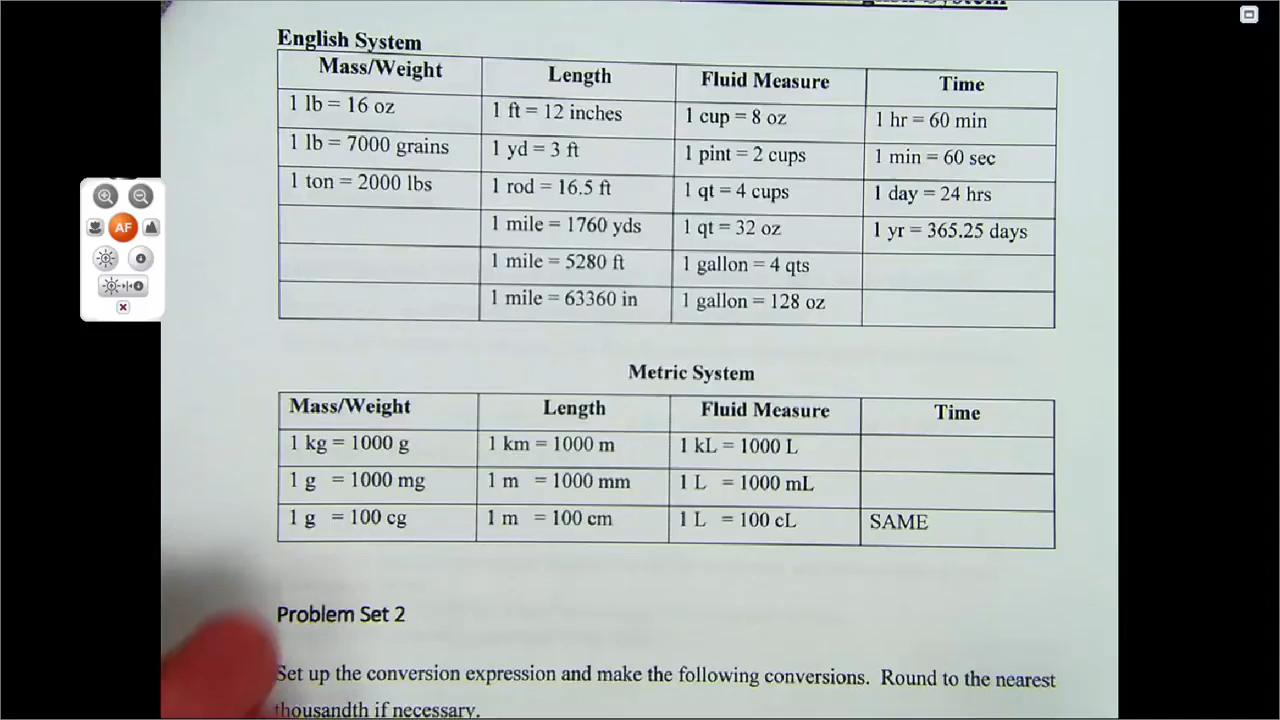 English System
Mass/Weight Length Fluid Measure Time
1 lb = 16 oz 1 ft = 12 inches 1 cup = 8 oz 1 hr = 60 min
1 lb = 7000 grains 1 yd = 3 ft 1 pint = 2 cups 1 min = 60 sec
1 ton = 2000 lbs 1 rod = 16.5 ft 1 qt = 4 cups 1 day = 24 hrs
1 mile = 1760 yds 1 qt = 32 oz 1 yr = 365.25 days
1 mile = 5280 ft 1 gallon = 4 qts
1 mile = 63360 in 1 gallon = 128 oz
Metric System
Mass/Weight Length Fluid Measure Time
1 kg = 1000 g 1 km = 1000 m 1 kL = 1000 L
1 g = 1000 mg 1 m = 1000 mm 1 L = 1000 mL
1 g = 100 cg 1 m = 100 cm 1 L = 100 cL SAME
AF
Problem Set 2
Set up the conversion expression and make the following conversions. Round to the nearest
thousandth if necessary.